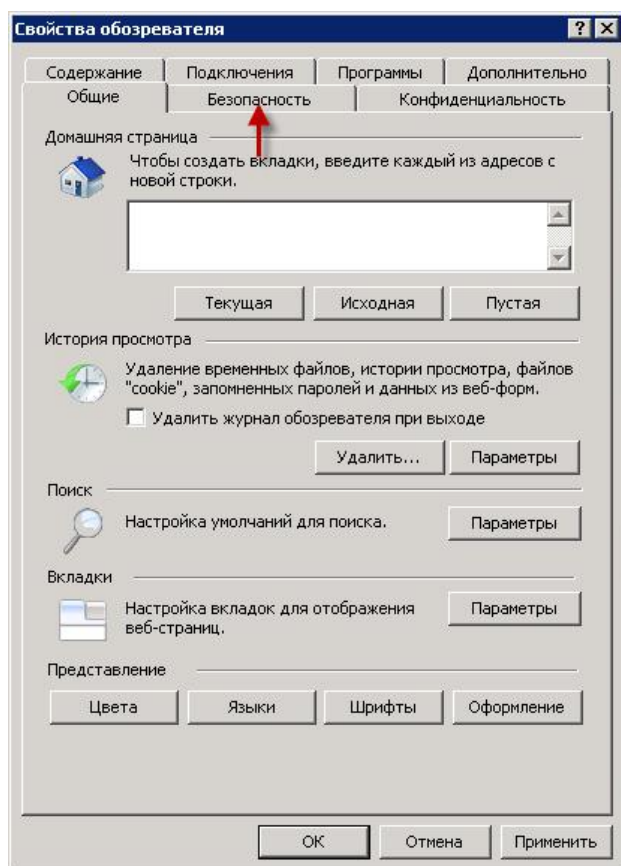 Свойства обозревателя
Содержание Подключения Программы Дополнительно
Общие Безопасность Конфиденциальность
Домашняя страница
Чтобы создать вкладки, введите каждый из адресов с
новой строки.
Текущая Исходная Пустая
История просмотра
Удаление временных файлов, истории просмотра, файлов
"cookie", запомненных паролей и данных из веб-форм.
Удалить журнал обозревателя при выходе
Удалить... Параметры
Поиск
Настройка умолчаний для поиска. Параметры
Вкладки
Настройка вкладок для отображения
веб-страниц.
Параметры
Представление
Цвета Языки Шрифты Оформление
ОК Отмена Применить